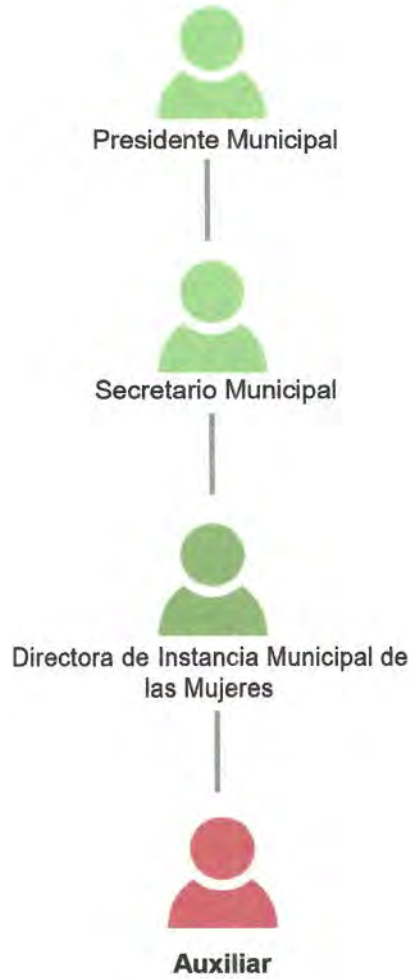 Presidente Municipal
Secretario Municipal
Directora de Instancia Municipal de
las Mujeres
Auxiliar